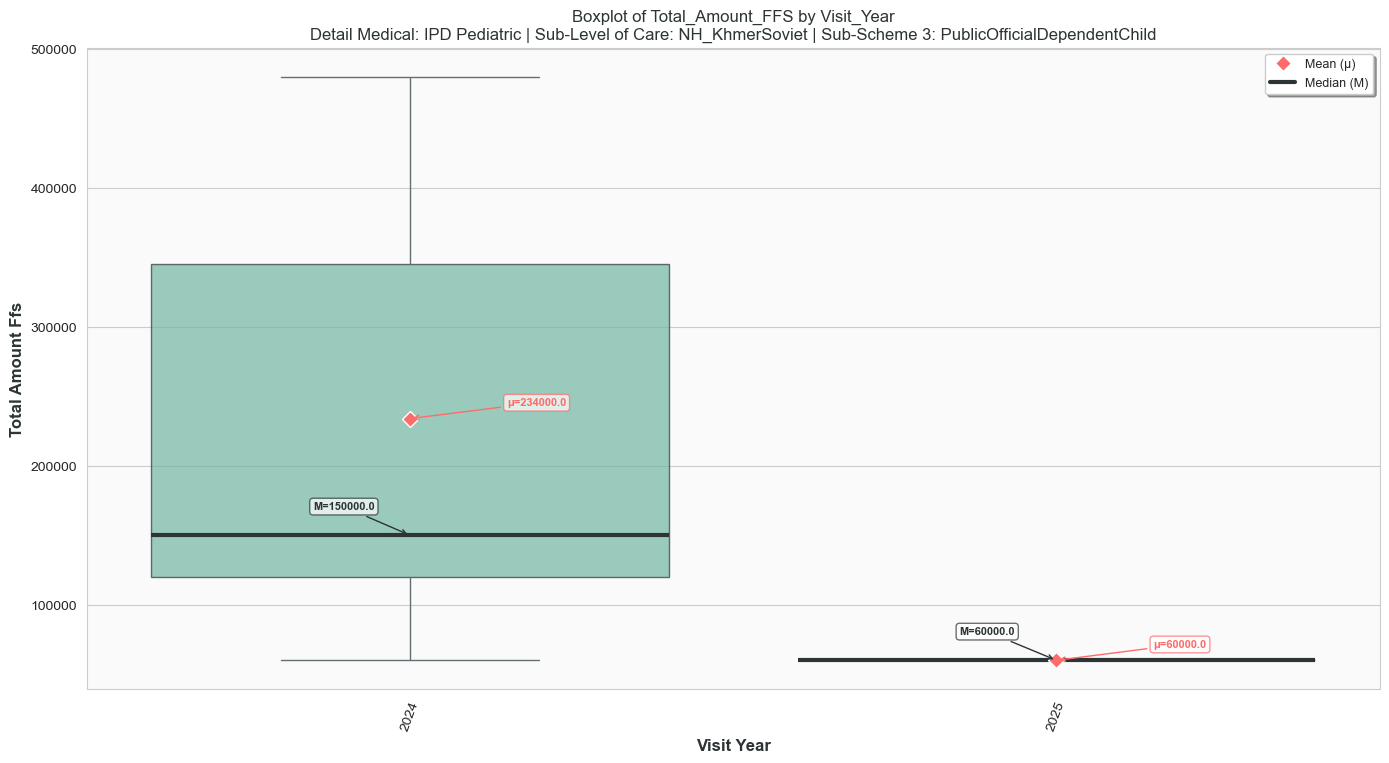 Boxplot of Total_Amount_FFS by Visit_Year
Detail Medical: IPD Pediatric | Sub-Level of Care: NH_KhmerSoviet | Sub-Scheme 3: PublicOfficialDependentChild
Mean (μ)
Median (M)
Total Amount Ffs
500000
400000
300000
200000
100000
μ=234000.0
M=150000.0
M=60000.0
μ=60000.0
2024
2025
Visit Year